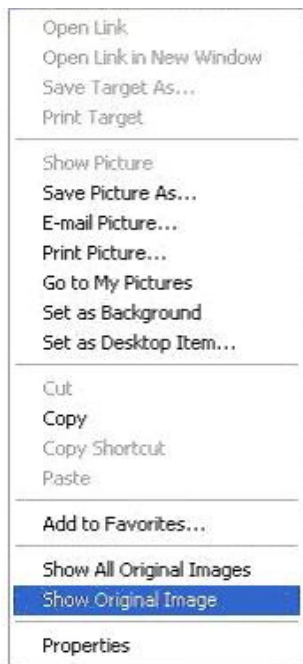 Open Link
Open Link in New Window
Save Target As...
Print Target
Show Picture
Save Picture As...
E-mail Picture...
Print Picture...
Go to My Pictures
Set as Background
Set as Desktop Item...
Cut
Copy
Copy Shortcut
Paste
Add to Favorites...
Show All Original Images
Show Original Image
Properties